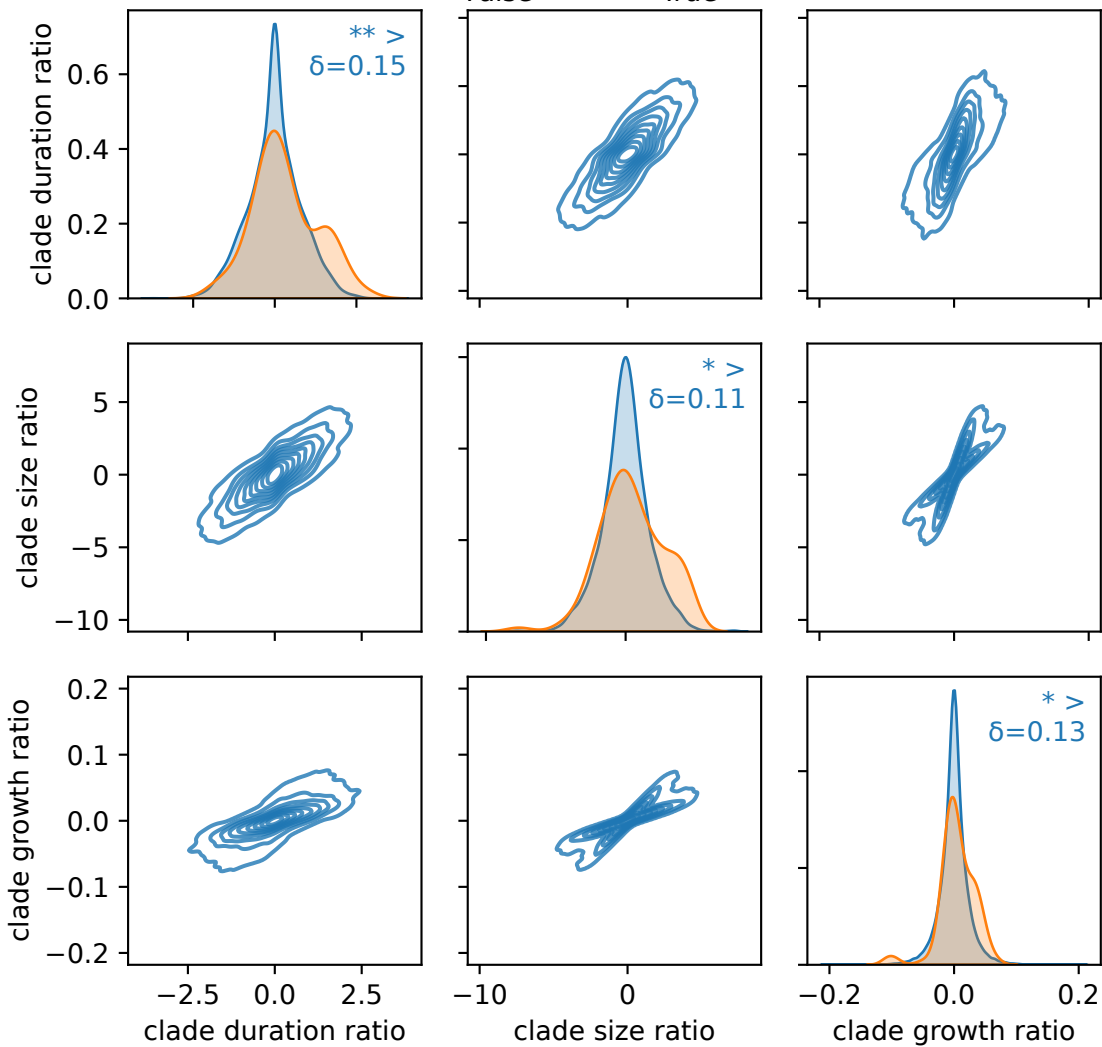 clade duration ratio
0.6
0.4
0.2
0.0
** >
δ=0.15
clade size ratio
5
0
−5
−10
* >
δ=0.11
clade growth ratio
0.2
0.1
0.0
−0.1
−0.2
* >
δ=0.13
−2.5 0.0 2.5
−10 0
−0.2 0.0 0.2
clade duration ratio
clade size ratio
clade growth ratio